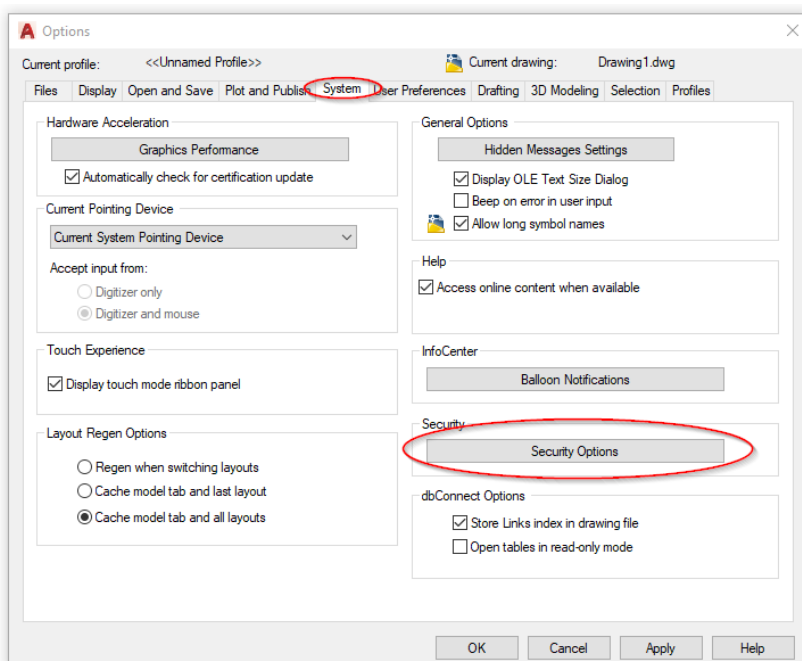 Options
Current profile: <<Unnamed Profile>> Current drawing: Drawing1.dwg
Files Display Open and Save Plot and Publish System User Preferences Drafting 3D Modeling Selection Profiles
Hardware Acceleration
Graphics Performance
Automatically check for certification update
Current Pointing Device
Current System Pointing Device
Accept input from:
Digitizer only
Digitizer and mouse
Touch Experience
Display touch mode ribbon panel
Layout Regen Options
Regen when switching layouts
Cache model tab and last layout
Cache model tab and all layouts
General Options
Hidden Messages Settings
Display OLE Text Size Dialog
Beep on error in user input
Allow long symbol names
Help
Access online content when available
InfoCenter
Balloon Notifications
Security
Security Options
dbConnect Options
Store Links index in drawing file
Open tables in read-only mode
OK Cancel Apply Help